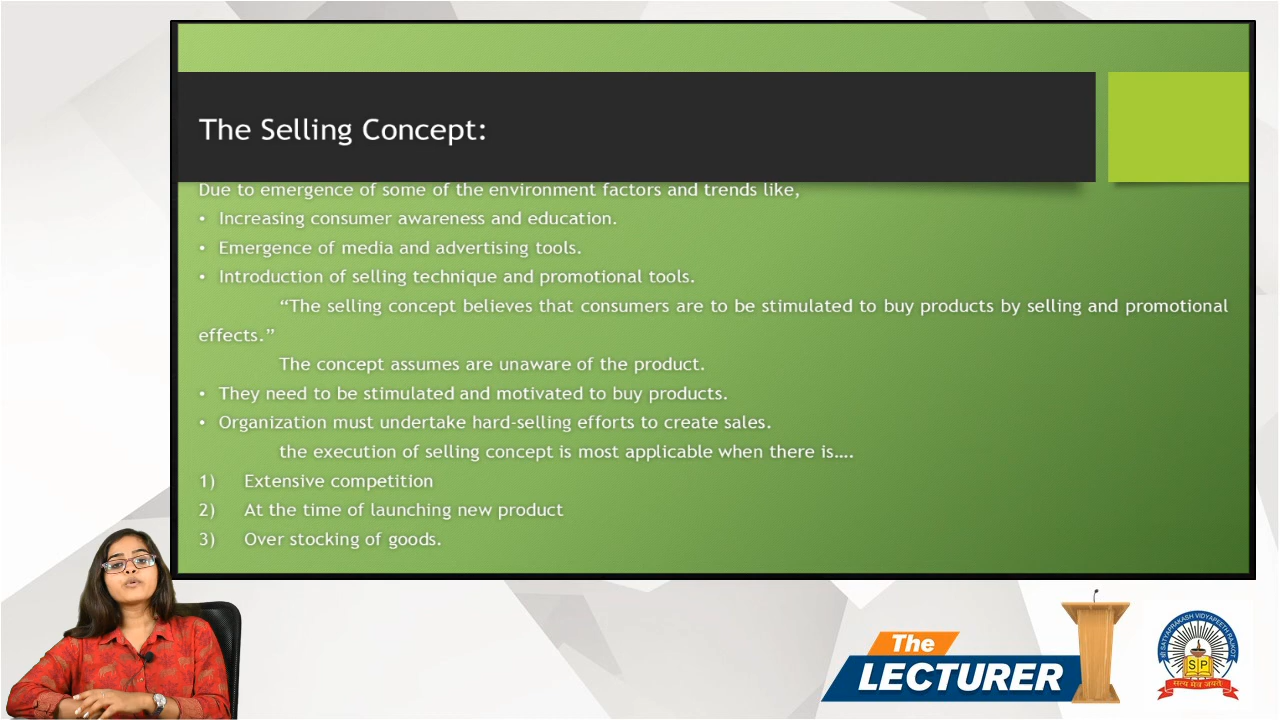 The Selling Concept:
Due to emergence of some of the environment factors and trends like,
• Increasing consumer awareness and education.
• Emergence of media and advertising tools.
• Introduction of selling technique and promotional tools.
“The selling concept believes that consumers are to be stimulated to buy products by selling and promotional
effects.”
The concept assumes are unaware of the product.
• They need to be stimulated and motivated to buy products.
• Organization must undertake hard-selling efforts to create sales.
the execution of selling concept is most applicable when there is....
1) Extensive competition
2) At the time of launching new product
3) Over stocking of goods.
The
LECTURER
SATYAPRAKASH VIDYAPEETH RAJKOT
S P
सत्य मेव जयते